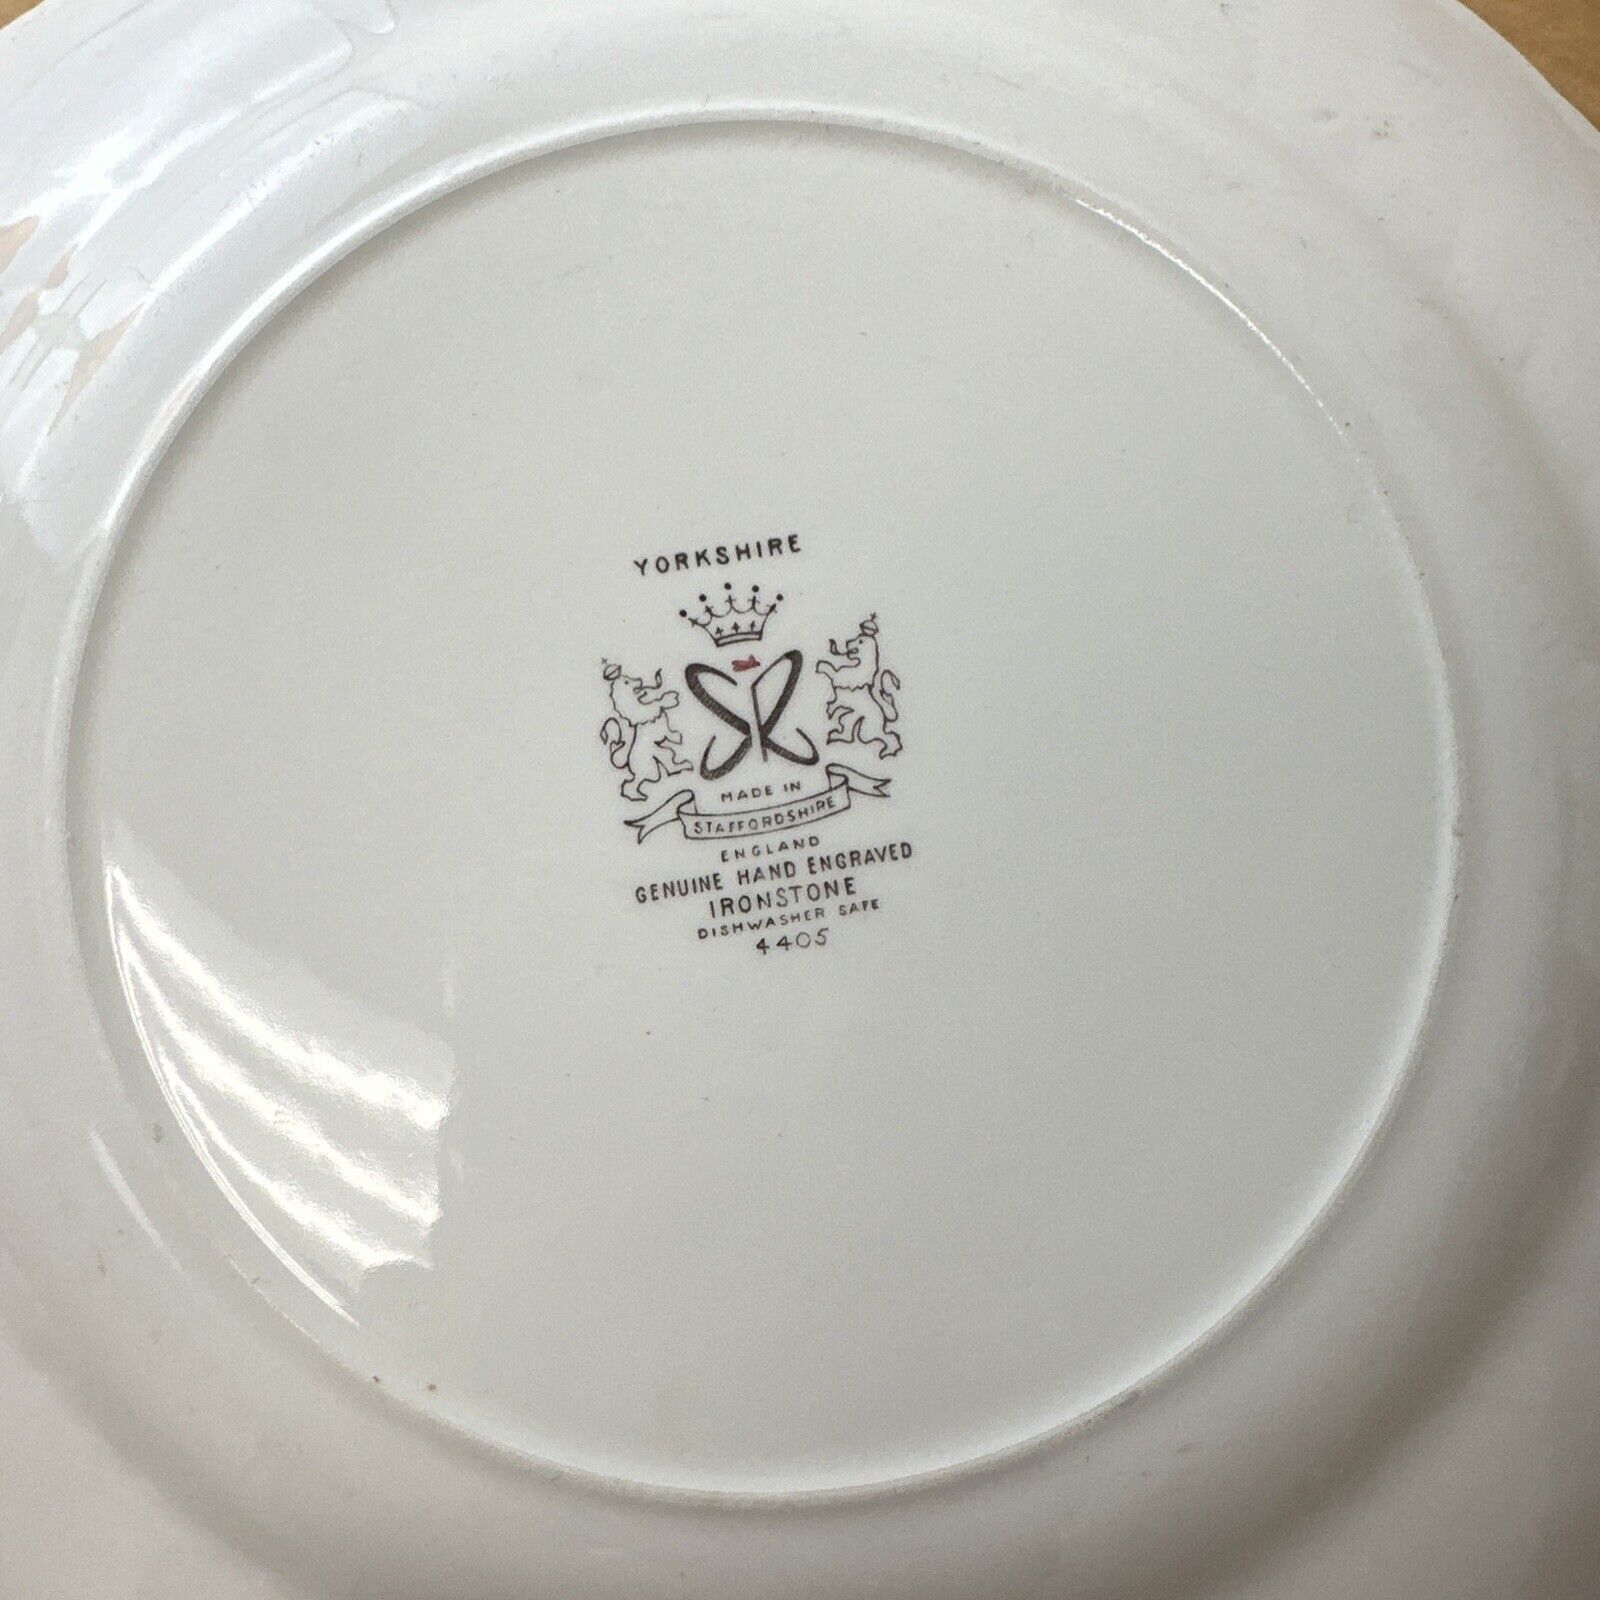 YORKSHIRE
SR
MADE IN
STAFFORDSHIRE
ENGLAND
GENUINE HAND ENGRAVED
IRONSTONE
DISHWASHER SAFE
4405